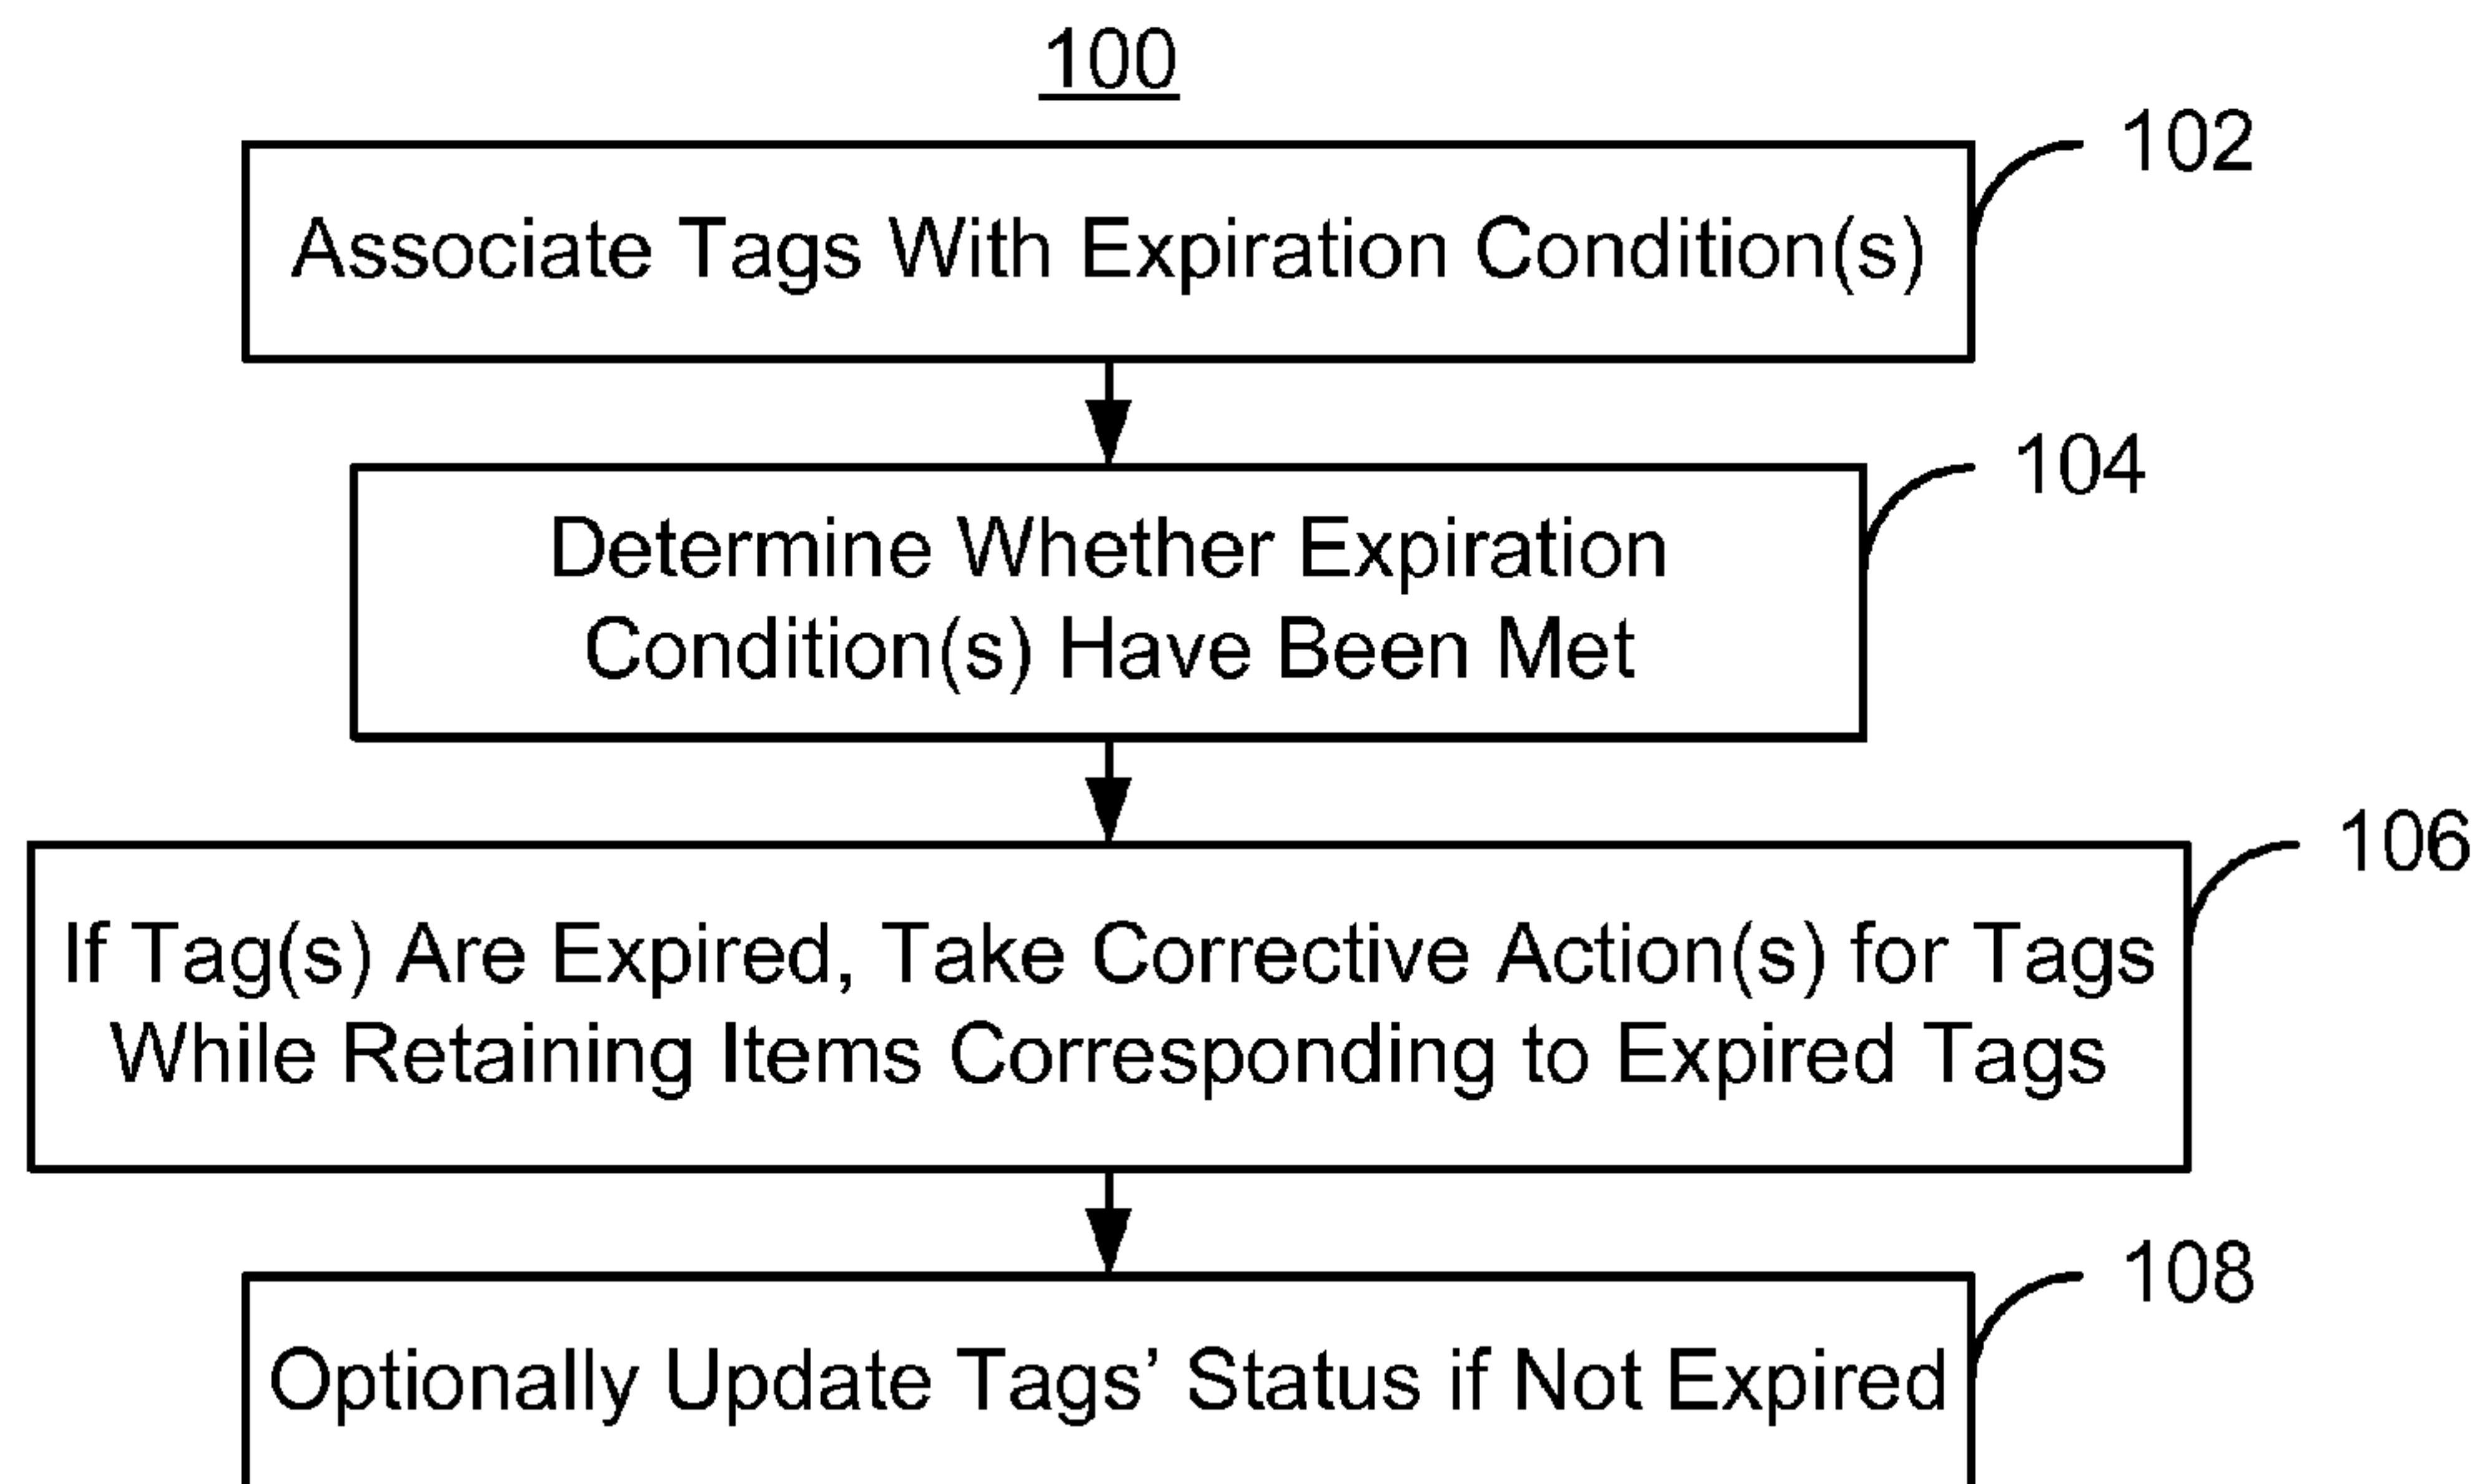 100
102
Associate Tags With Expiration Condition(s)
104
Determine Whether Expiration
Condition(s) Have Been Met
106
If Tag(s) Are Expired, Take Corrective Action(s) for Tags
While Retaining Items Corresponding to Expired Tags
108
Optionally Update Tags’ Status if Not Expired